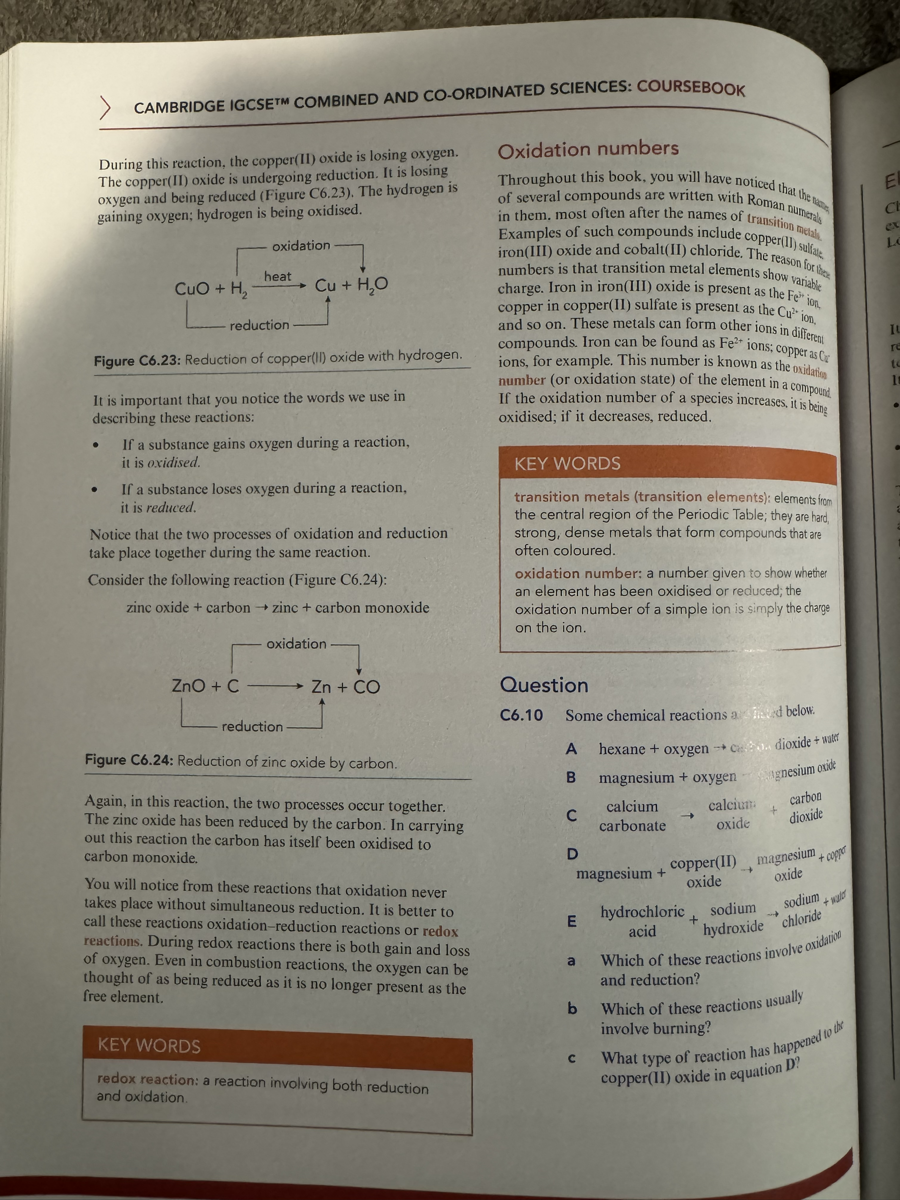 CAMBRIDGE IGCSE™ COMBINED AND CO-ORDINATED SCIENCES: COURSEBOOK
During this reaction, the copper(II) oxide is losing oxygen.
The copper(II) oxide is undergoing reduction. It is losing
oxygen and being reduced (Figure C6.23). The hydrogen is
gaining oxygen; hydrogen is being oxidised.
oxidation
CuO + H₂ heat → Cu + H₂O
reduction
Figure C6.23: Reduction of copper(II) oxide with hydrogen.
It is important that you notice the words we use in
describing these reactions:
• If a substance gains oxygen during a reaction,
it is oxidised.
• If a substance loses oxygen during a reaction,
it is reduced.
Notice that the two processes of oxidation and reduction
take place together during the same reaction.
Consider the following reaction (Figure C6.24):
zinc oxide + carbon → zinc + carbon monoxide
oxidation
ZnO + C → Zn + CO
reduction
Figure C6.24: Reduction of zinc oxide by carbon.
Again, in this reaction, the two processes occur together.
The zinc oxide has been reduced by the carbon. In carrying
out this reaction the carbon has itself been oxidised to
carbon monoxide.
You will notice from these reactions that oxidation never
takes place without simultaneous reduction. It is better to
call these reactions oxidation–reduction reactions or redox
reactions. During redox reactions there is both gain and loss
of oxygen. Even in combustion reactions, the oxygen can be
thought of as being reduced as it is no longer present as the
free element.
KEY WORDS
redox reaction: a reaction involving both reduction
and oxidation.
Oxidation numbers
Throughout this book, you will have noticed that the names
of several compounds are written with Roman numerals
in them, most often after the names of transition metals.
Examples of such compounds include copper(II) sulfate,
iron(III) oxide and cobalt(II) chloride. The reason for these
numbers is that transition metal elements show variable
charge. Iron in iron(III) oxide is present as the Fe³⁺ ion,
copper in copper(II) sulfate is present as the Cu²⁺ ion,
and so on. These metals can form other ions in different
compounds. Iron can be found as Fe²⁺ ions; copper as Cu⁺
ions, for example. This number is known as the oxidation
number (or oxidation state) of the element in a compound.
If the oxidation number of a species increases, it is being
oxidised; if it decreases, reduced.
KEY WORDS
transition metals (transition elements): elements from
the central region of the Periodic Table; they are hard,
strong, dense metals that form compounds that are
often coloured.
oxidation number: a number given to show whether
an element has been oxidised or reduced; the
oxidation number of a simple ion is simply the charge
on the ion.
Question
C6.10 Some chemical reactions are listed below.
A hexane + oxygen → carbon dioxide + water
B magnesium + oxygen → magnesium oxide
C calcium carbonate → calcium oxide + carbon dioxide
D magnesium + copper(II) oxide → magnesium oxide + copper
E hydrochloric acid + sodium hydroxide → sodium chloride + water
a Which of these reactions involve oxidation
and reduction?
b Which of these reactions usually
involve burning?
c What type of reaction has happened to the
copper(II) oxide in equation D?